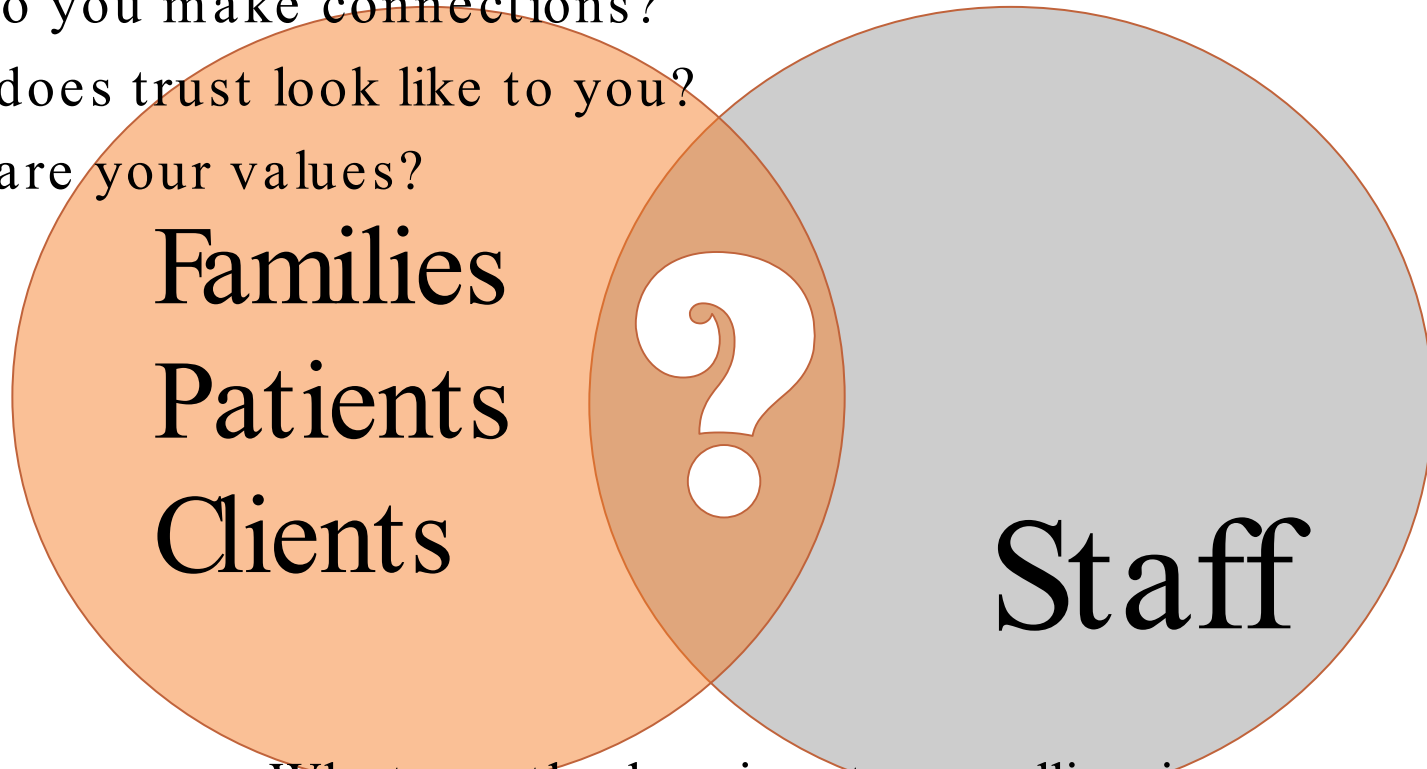 o you make connections?
does trust look like to you?
are your values?
Families
Patients
Clients
?
Staff